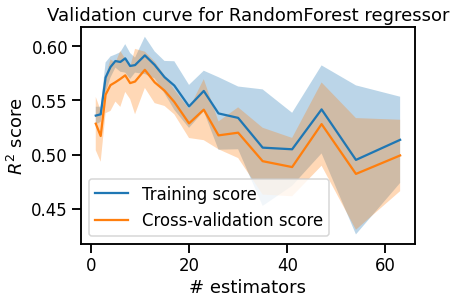 Validation curve for RandomForest regressor
0.60
0.55
0.50
0.45
R² score
Training score
Cross-validation score
0
20
40
60
# estimators